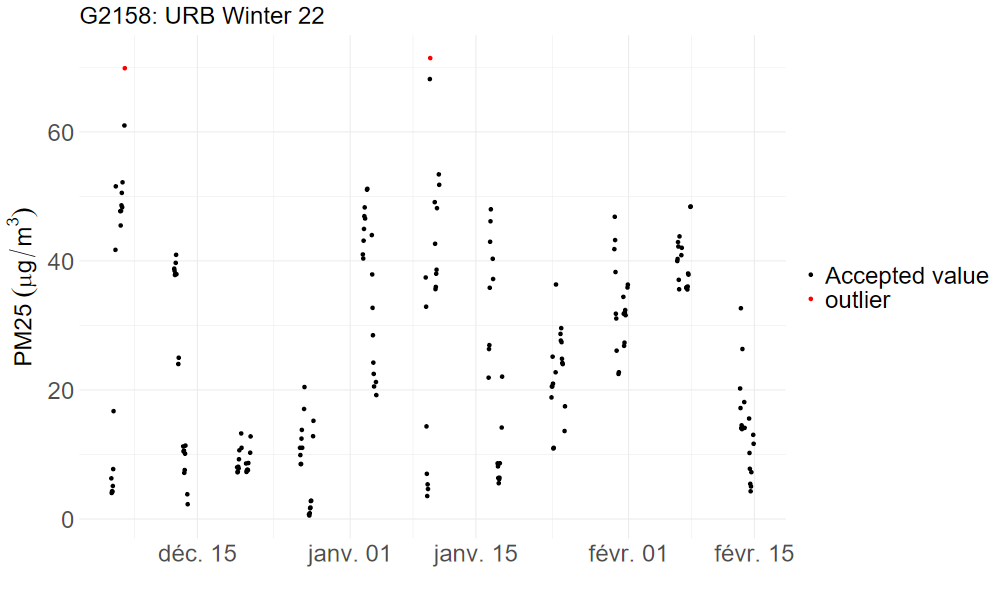 G2158: URB Winter 22
PM25 (μg/m³)
60
40
20
0
déc. 15
janv. 01
janv. 15
févr. 01
févr. 15
Accepted value
outlier